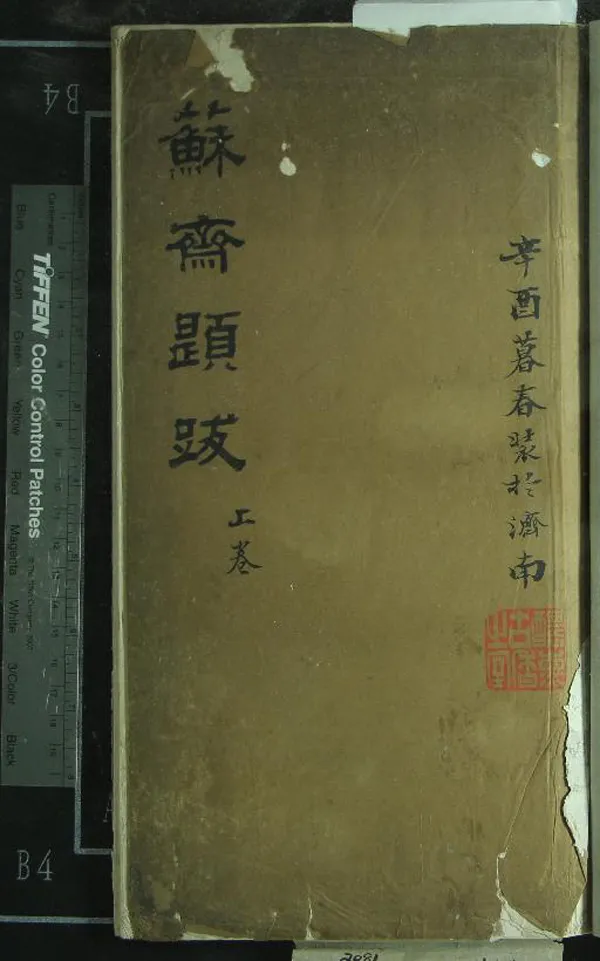 辛酉暮春裝於濟南
蘇齋題跋
上卷
B4
TIFFEN Color Control Patches
Blue Cyan Green Yellow Red Magenta White 3/Color Black
B4